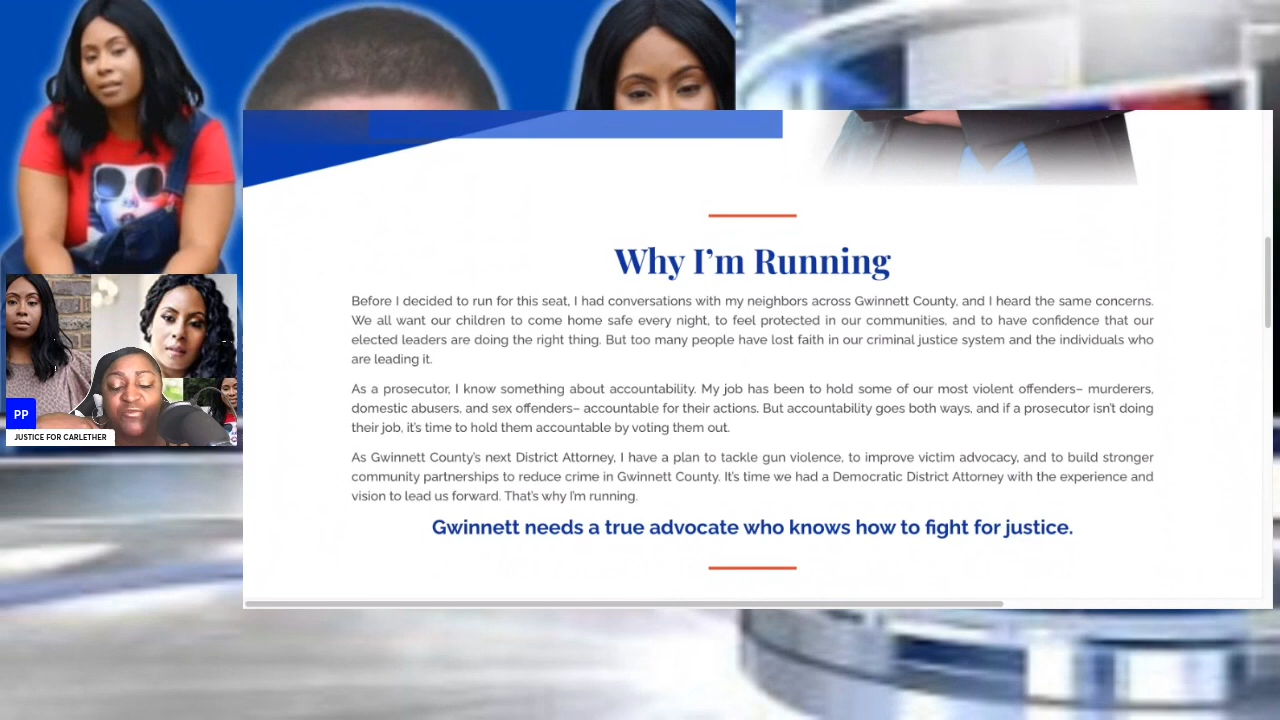 Why I'm Running
Before I decided to run for this seat, I had conversations with my neighbors across Gwinnett County, and I heard the same concerns.
We all want our children to come home safe every night, to feel protected in our communities, and to have confidence that our
elected leaders are doing the right thing. But too many people have lost faith in our criminal justice system and the individuals who
are leading it.
As a prosecutor, I know something about accountability. My job has been to hold some of our most violent offenders– murderers,
domestic abusers, and sex offenders– accountable for their actions. But accountability goes both ways, and if a prosecutor isn't doing
their job, it's time to hold them accountable by voting them out.
As Gwinnett County's next District Attorney, I have a plan to tackle gun violence, to improve victim advocacy, and to build stronger
community partnerships to reduce crime in Gwinnett County. It's time we had a Democratic District Attorney with the experience and
vision to lead us forward. That's why I'm running.
Gwinnett needs a true advocate who knows how to fight for justice.
PP
JUSTICE FOR CARLETHER